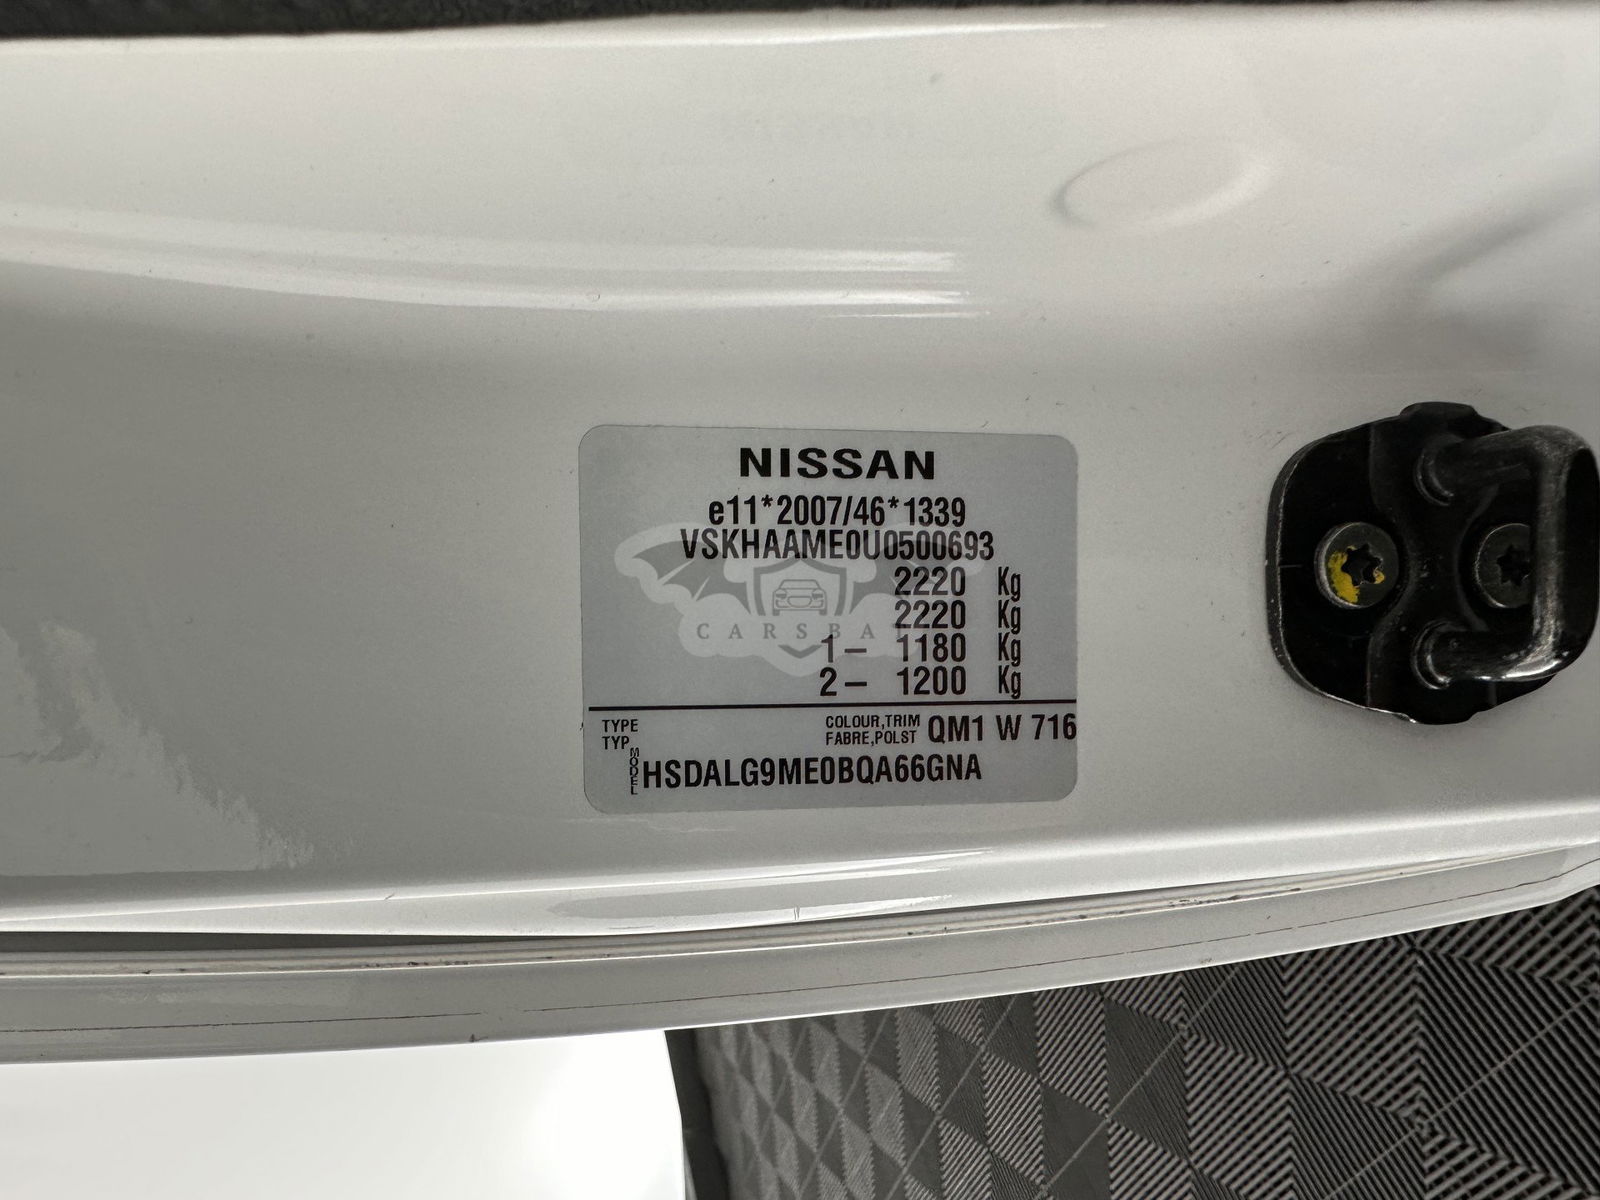 NISSAN
e11*2007/46*1339
VSKHAAME0U0500693
2220 Kg
2220 Kg
1– 1180 Kg
2– 1200 Kg
CARSBAT
TYPE
TYP
COLOUR,TRIM
FABRE,POLST
QM1 W 716
MODEL
HSDALG9ME0BQA66GNA